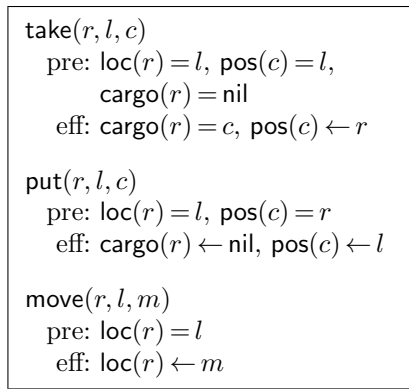 take(r, l, c)
pre: loc(r) = l, pos(c) = l,
cargo(r) = nil
eff: cargo(r) = c, pos(c) ← r
put(r, l, c)
pre: loc(r) = l, pos(c) = r
eff: cargo(r) ← nil, pos(c) ← l
move(r, l, m)
pre: loc(r) = l
eff: loc(r) ← m